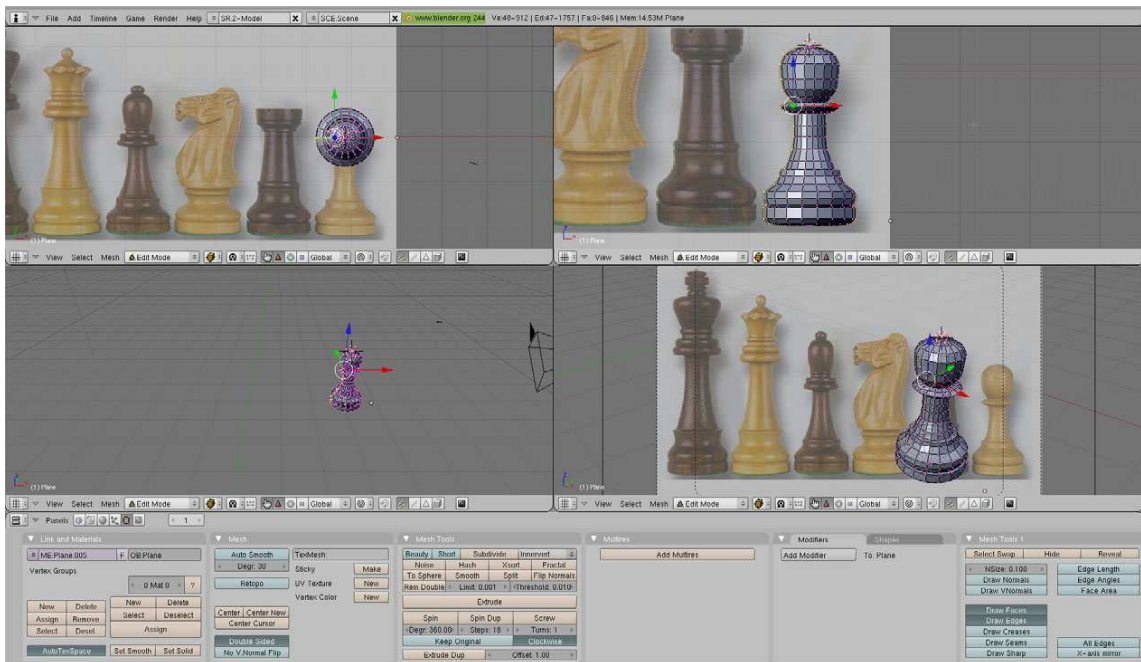 File Add Timeline Game Render Help SR:2-Model X SCE:Scene X www.blender.org 244 Ve:48-912 | Ed:47-1757 | Fa:0-846 | Mem:14.53M Plane
(1) Plane
(1) Plane
View Select Mesh Edit Mode Global
View Select Mesh Edit Mode Global
(1) Plane
(1) Plane
View Select Mesh Edit Mode Global
View Select Mesh Edit Mode Global
Panels 1
Link and Materials
ME:Plane.005 F OB:Plane
Vertex Groups
0 Mat 0 ?
New Delete New Delete
Assign Remove Select Deselect
Select Desel. Assign
AutoTexSpace Set Smooth Set Solid
Mesh
Auto Smooth TexMesh:
Degr: 30 Sticky Make
Retopo UV Texture New
Vertex Color New
Center Center New
Center Cursor
Double Sided
No V.Normal Flip
Mesh Tools
Beauty Short Subdivide Innervert
Noise Hash Xsort Fractal
To Sphere Smooth Split Flip Normals
Rem Double Limit: 0.001 Threshold: 0.010
Extrude
Spin Spin Dup Screw
Degr: 360.00 Steps: 18 Turns: 1
Keep Original Clockwise
Extrude Dup Offset: 1.00
Multires
Add Multires
Modifiers Shapes
Add Modifier To: Plane
Mesh Tools 1
Select Swap Hide Reveal
NSize: 0.100 Edge Length
Draw Normals Edge Angles
Draw VNormals Face Area
Draw Faces
Draw Edges
Draw Creases
Draw Seams All Edges
Draw Sharp X-axis mirror